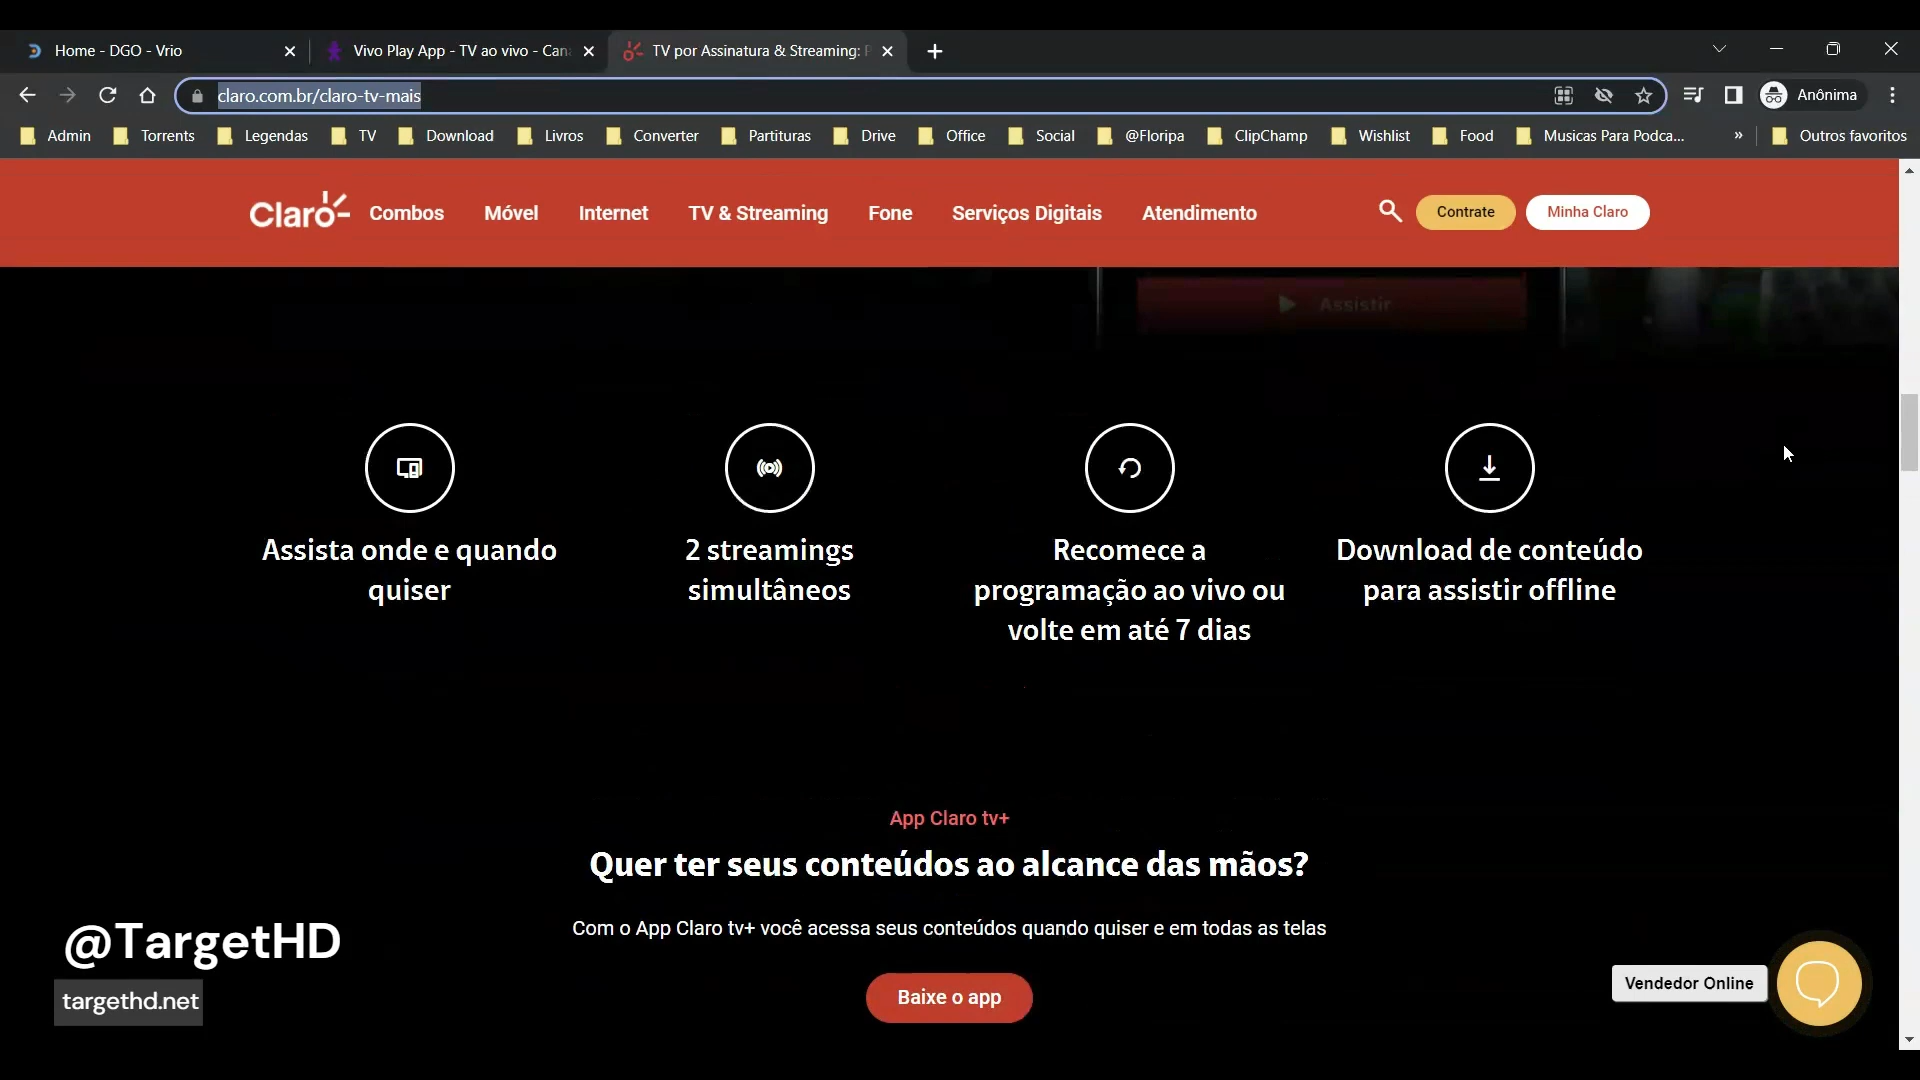 Home - DGO - Vrio
Vivo Play App - TV ao vivo - Can
TV por Assinatura & Streaming: P
claro.com.br/claro-tv-mais
Anônima
Admin
Torrents
Legendas
TV
Download
Livros
Converter
Partituras
Drive
Office
Social
@Floripa
ClipChamp
Wishlist
Food
Musicas Para Podca...
»
Outros favoritos
Claro
Combos
Móvel
Internet
TV & Streaming
Fone
Serviços Digitais
Atendimento
Contrate
Minha Claro
Assistir
Assista onde e quando
quiser
2 streamings
simultâneos
Recomece a
programação ao vivo ou
volte em até 7 dias
Download de conteúdo
para assistir offline
App Claro tv+
Quer ter seus conteúdos ao alcance das mãos?
Com o App Claro tv+ você acessa seus conteúdos quando quiser e em todas as telas
Baixe o app
@TargetHD
targethd.net
Vendedor Online